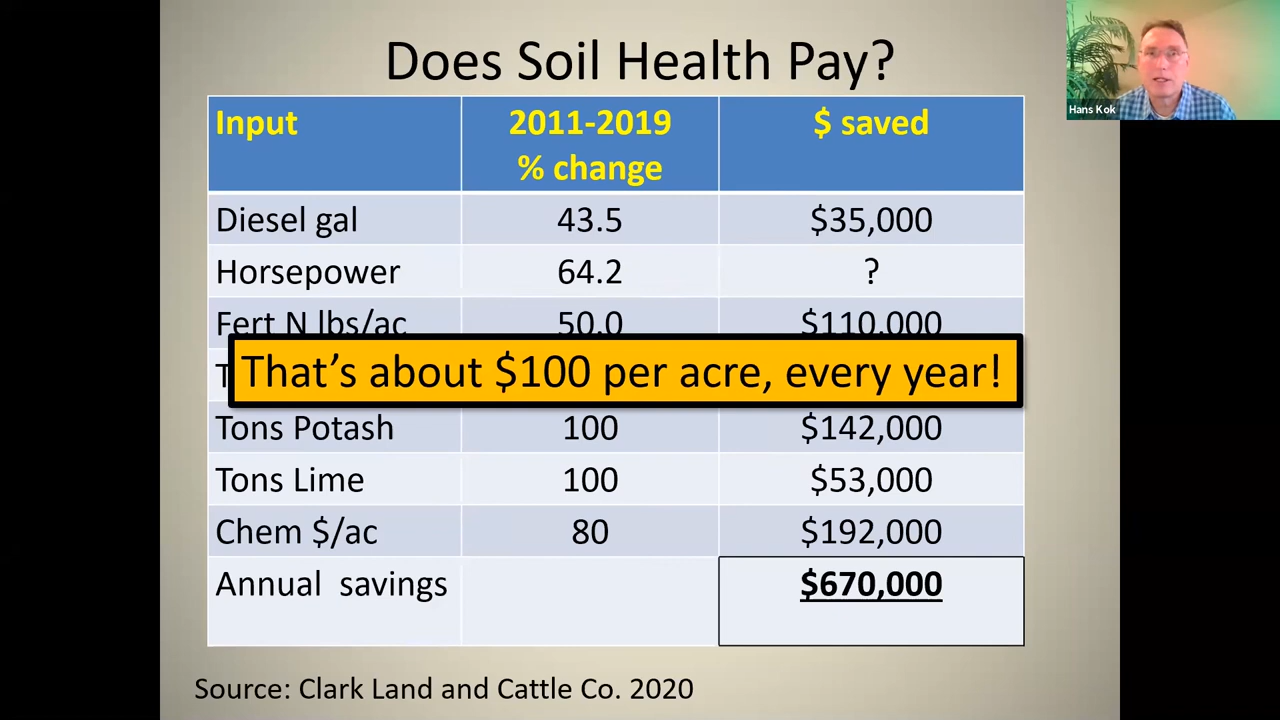 Does Soil Health Pay?
Hans Kok
Input 2011-2019 % change $ saved
Diesel gal 43.5 $35,000
Horsepower 64.2 ?
Fert N lbs/ac 50.0 $110,000
That's about $100 per acre, every year!
Tons Potash 100 $142,000
Tons Lime 100 $53,000
Chem $/ac 80 $192,000
Annual savings $670,000
Source: Clark Land and Cattle Co. 2020